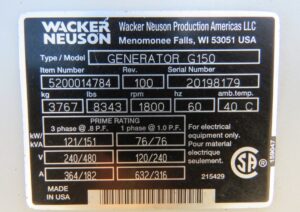 WACKER
NEUSON
Wacker Neuson Production Americas LLC
Menomonee Falls, WI 53051 USA
Type / Model GENERATOR G150
Item Number Revision Serial Number
5200014784 100 20198179
kg lbs rpm hz amb.temp.
3767 8343 1800 60 40 C
PRIME RATING
3 phase @ .8 P.F. 1 phase @ 1.0 P.F.
kW/ kVA 121/151 76/76
V 240/480 120/240
A 364/182 632/316
For electrical
equipment only.
Pour material
electrique
seulement.
MADE IN
USA
215429